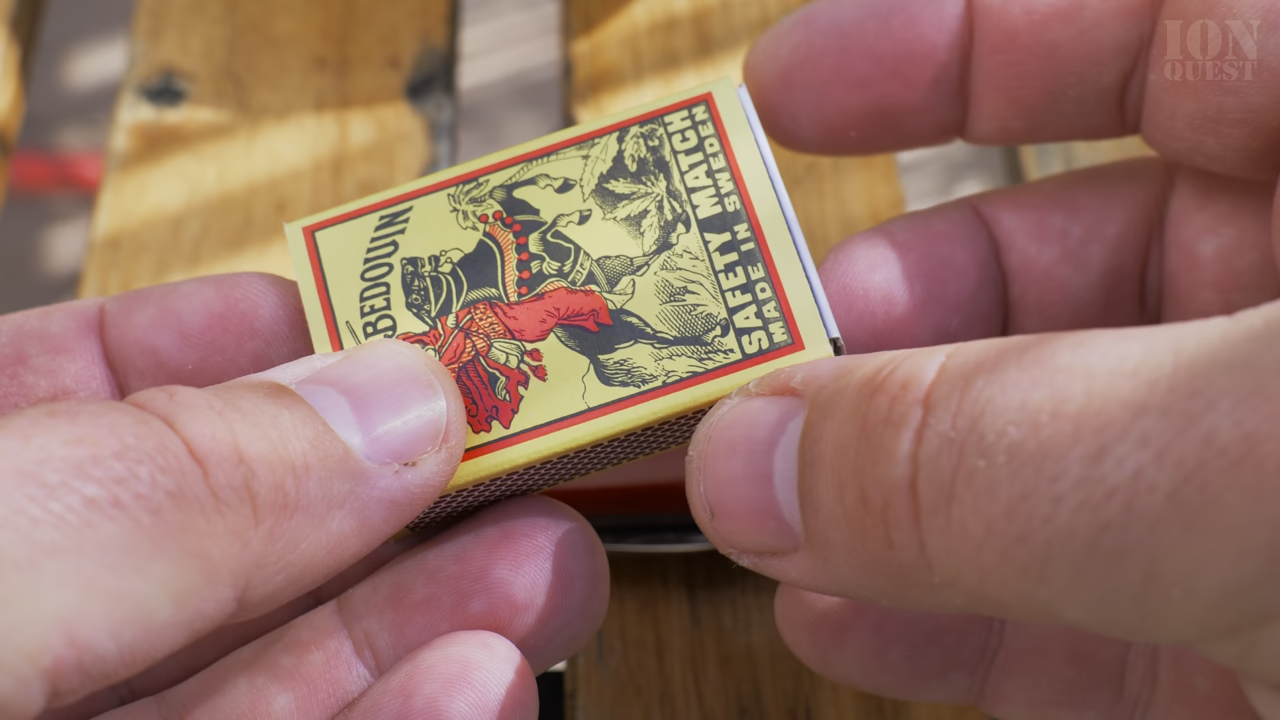 BEDOUIN
SAFETY MATCH
MADE IN SWEDEN
ION
QUEST